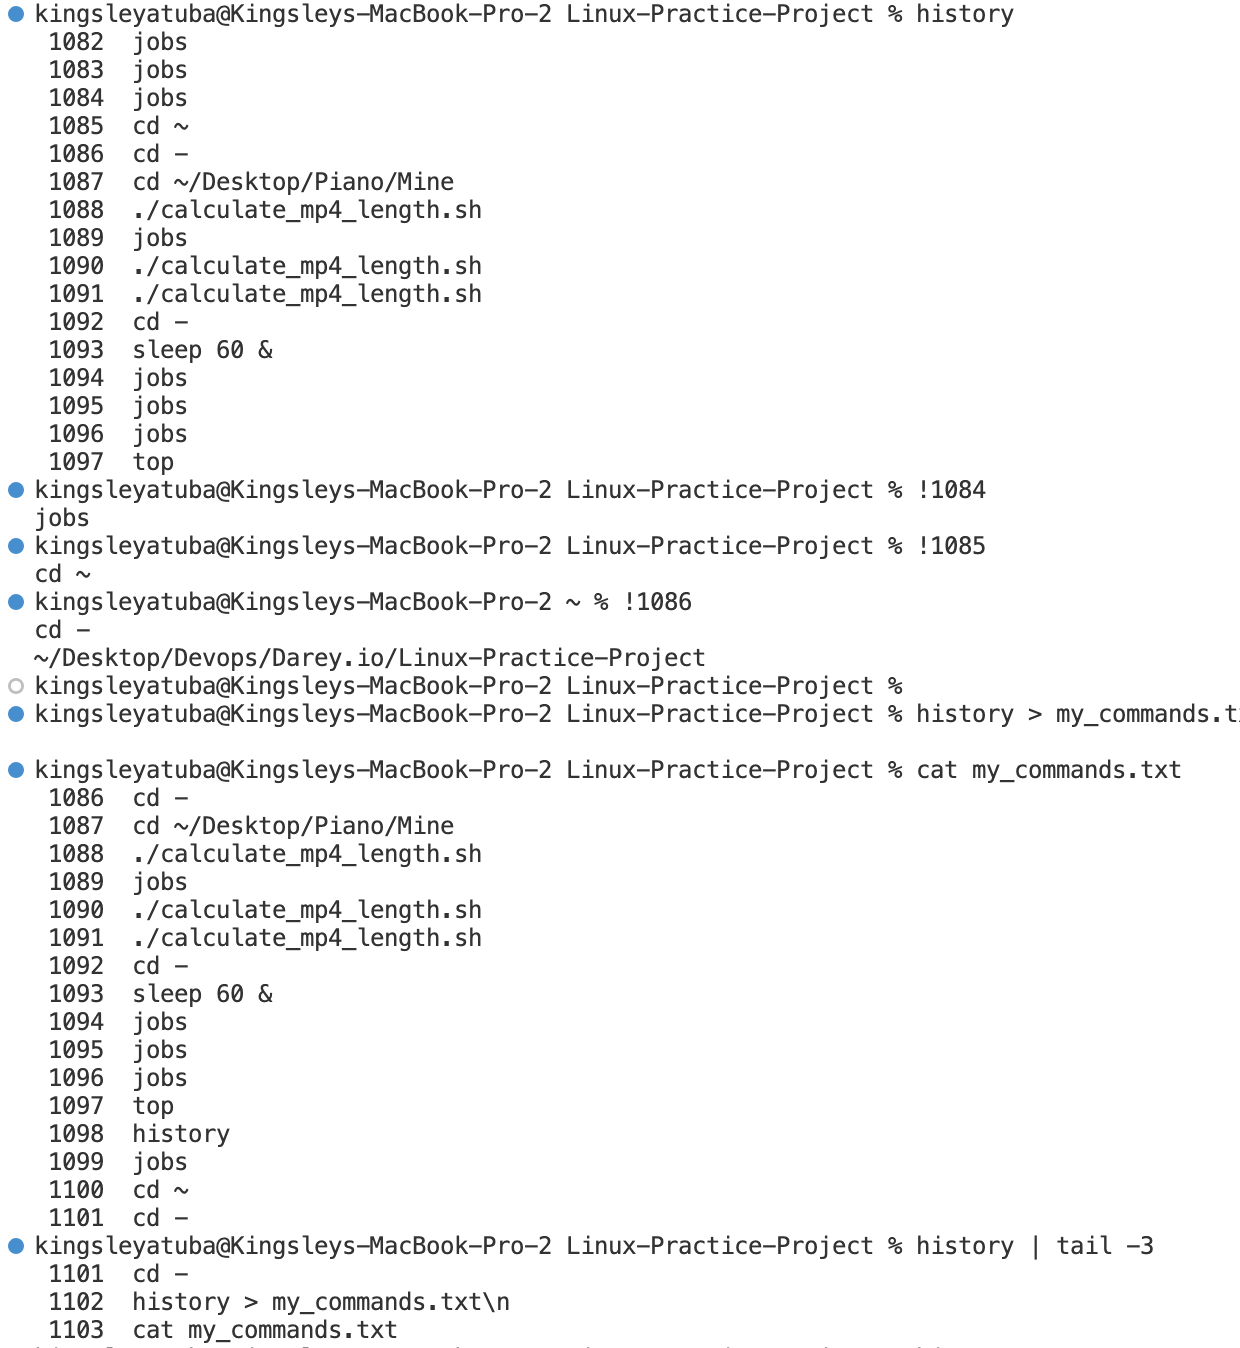 kingsleyatuba@Kingsleys-MacBook-Pro-2 Linux-Practice-Project % history
1082  jobs
1083  jobs
1084  jobs
1085  cd ~
1086  cd -
1087  cd ~/Desktop/Piano/Mine
1088  ./calculate_mp4_length.sh
1089  jobs
1090  ./calculate_mp4_length.sh
1091  ./calculate_mp4_length.sh
1092  cd -
1093  sleep 60 &
1094  jobs
1095  jobs
1096  jobs
1097  top
kingsleyatuba@Kingsleys-MacBook-Pro-2 Linux-Practice-Project % !1084
jobs
kingsleyatuba@Kingsleys-MacBook-Pro-2 Linux-Practice-Project % !1085
cd ~
kingsleyatuba@Kingsleys-MacBook-Pro-2 ~ % !1086
cd -
~/Desktop/Devops/Darey.io/Linux-Practice-Project
kingsleyatuba@Kingsleys-MacBook-Pro-2 Linux-Practice-Project %
kingsleyatuba@Kingsleys-MacBook-Pro-2 Linux-Practice-Project % history > my_commands.t
kingsleyatuba@Kingsleys-MacBook-Pro-2 Linux-Practice-Project % cat my_commands.txt
1086  cd -
1087  cd ~/Desktop/Piano/Mine
1088  ./calculate_mp4_length.sh
1089  jobs
1090  ./calculate_mp4_length.sh
1091  ./calculate_mp4_length.sh
1092  cd -
1093  sleep 60 &
1094  jobs
1095  jobs
1096  jobs
1097  top
1098  history
1099  jobs
1100  cd ~
1101  cd -
kingsleyatuba@Kingsleys-MacBook-Pro-2 Linux-Practice-Project % history | tail -3
1101  cd -
1102  history > my_commands.txt\n
1103  cat my_commands.txt